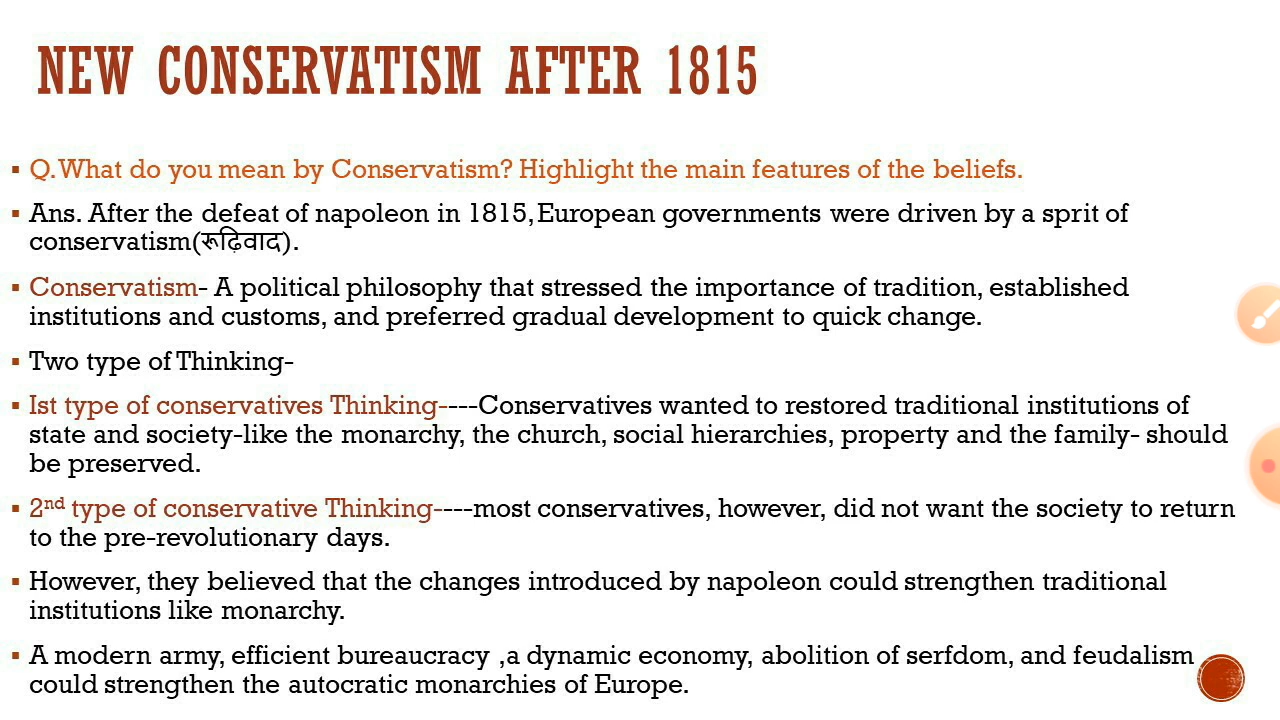 NEW CONSERVATISM AFTER 1815
Q. What do you mean by Conservatism? Highlight the main features of the beliefs.
Ans. After the defeat of napoleon in 1815, European governments were driven by a sprit of
conservatism(रूढ़िवाद).
Conservatism- A political philosophy that stressed the importance of tradition, established
institutions and customs, and preferred gradual development to quick change.
Two type of Thinking-
Ist type of conservatives Thinking----Conservatives wanted to restored traditional institutions of
state and society-like the monarchy, the church, social hierarchies, property and the family- should
be preserved.
2nd type of conservative Thinking----most conservatives, however, did not want the society to return
to the pre-revolutionary days.
However, they believed that the changes introduced by napoleon could strengthen traditional
institutions like monarchy.
A modern army, efficient bureaucracy ,a dynamic economy, abolition of serfdom, and feudalism
could strengthen the autocratic monarchies of Europe.